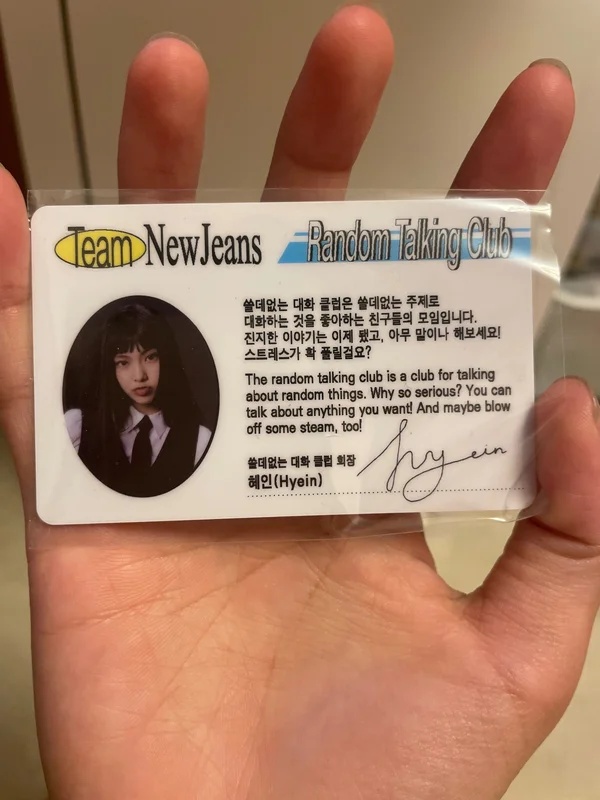 Team NewJeans
Random Talking Club
쓸데없는 대화 클럽은 쓸데없는 주제로
대화하는 것을 좋아하는 친구들의 모임입니다.
진지한 이야기는 이제 됐고, 아무 말이나 해보세요!
스트레스가 확 풀릴걸요?
The random talking club is a club for talking
about random things. Why so serious? You can
talk about anything you want! And maybe blow
off some steam, too!
쓸데없는 대화 클럽 회장
혜인(Hyein)
hyein